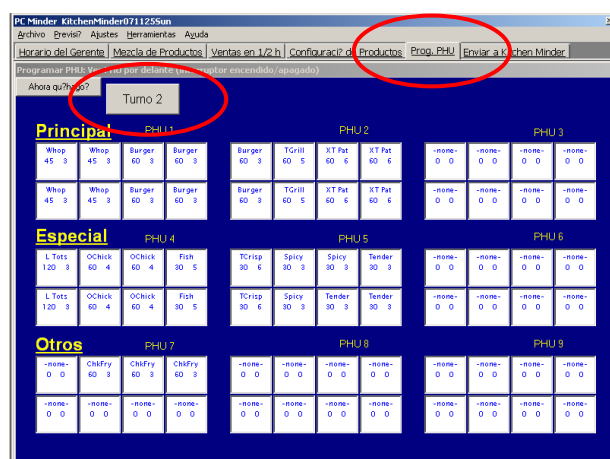 PC Minder KitchenMinder071125Sun
Archivo Previsi? Ajustes Herramientas Ayuda
Horario del Gerente Mezcla de Productos Ventas en 1/2 h Configuraci? de Productos Prog. PHU Enviar a Kitchen Minder
Programar PHU: por delante (interruptor encendido/apagado)
Ahora qu?hago?
Turno 2
Principal PHU 1 PHU 2 PHU 3
Whop Whop Burger Burger Burger TGrill XT Pat XT Pat -none- -none- -none- -none-
45 3 45 3 60 3 60 3 60 3 60 5 60 6 60 6 0 0 0 0 0 0 0 0
Whop Whop Burger Burger Burger TGrill XT Pat XT Pat -none- -none- -none- -none-
45 3 45 3 60 3 60 3 60 3 60 5 60 6 60 6 0 0 0 0 0 0 0 0
Especial PHU 4 PHU 5 PHU 6
L Tots OChick OChick Fish TCrisp Spicy Spicy Tender -none- -none- -none- -none-
120 3 60 4 60 4 30 5 30 6 30 3 30 3 30 3 0 0 0 0 0 0 0 0
L Tots OChick OChick Fish TCrisp Spicy Tender Tender -none- -none- -none- -none-
120 3 60 4 60 4 30 5 30 6 30 3 30 3 30 3 0 0 0 0 0 0 0 0
Otros PHU 7 PHU 8 PHU 9
-none- ChkFry ChkFry ChkFry -none- -none- -none- -none- -none- -none- -none- -none-
0 0 60 3 60 3 60 3 0 0 0 0 0 0 0 0 0 0 0 0 0 0 0 0
-none- -none- -none- -none- -none- -none- -none- -none- -none- -none- -none- -none-
0 0 0 0 0 0 0 0 0 0 0 0 0 0 0 0 0 0 0 0 0 0 0 0